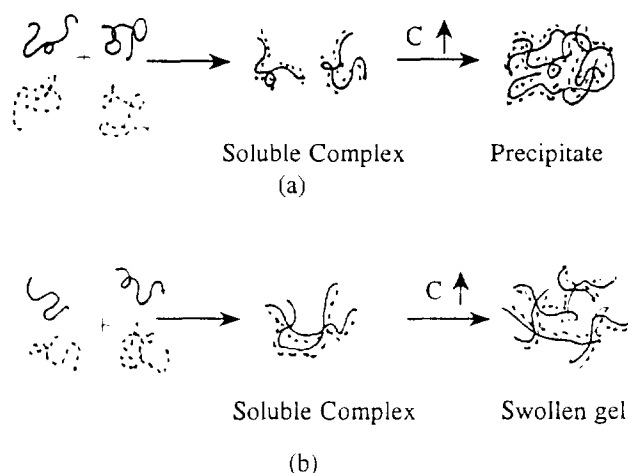 + C ↑
Soluble Complex Precipitate
(a)
+ C ↑
Soluble Complex Swollen gel
(b)